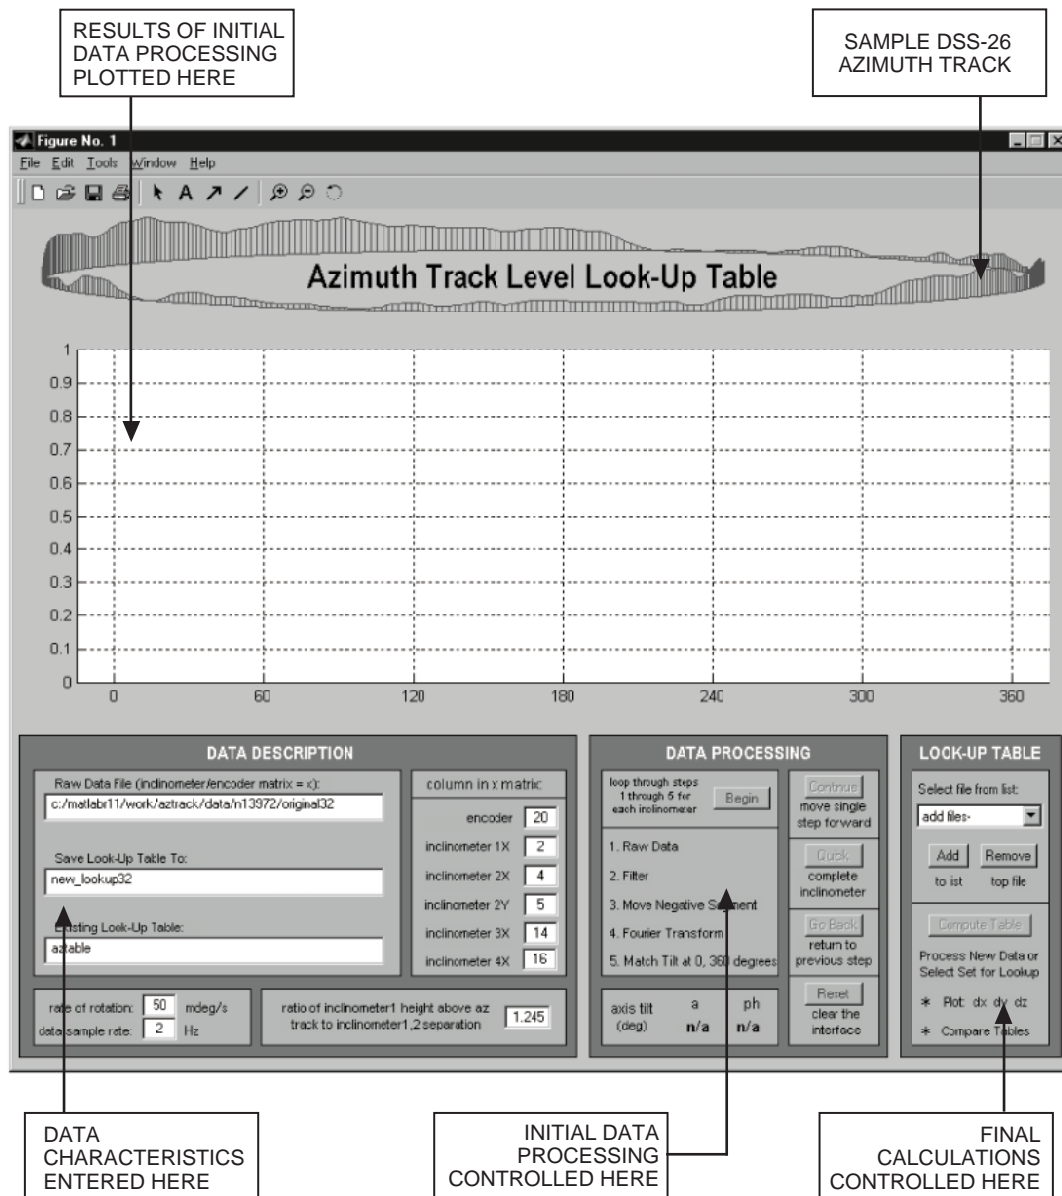 RESULTS OF INITIAL
DATA PROCESSING
PLOTTED HERE
SAMPLE DSS-26
AZIMUTH TRACK
Figure No. 1
File Edit Tools Window Help
A
Azimuth Track Level Look-Up Table
1
0.9
0.8
0.7
0.6
0.5
0.4
0.3
0.2
0.1
0
0 60 120 180 240 300 360
DATA DESCRIPTION
Raw Data File (inclinometer/encoder matrix = x):
c:/matlabr11/work/aztrack/data/n13972/original32
Save Look-Up Table To:
new_lookup32
Existing Look-Up Table:
aztable
column in x matrix:
encoder 20
inclinometer 1X 2
inclinometer 2X 4
inclinometer 2Y 5
inclinometer 3X 14
inclinometer 4X 16
rate of rotation: 50 mdeg/s
data sample rate: 2 Hz
ratio of inclinometer1 height above az
track to inclinometer1,2 separation
1.245
DATA PROCESSING
loop through steps
1 through 5 for
each inclinometer
Begin
1. Raw Data
2. Filter
3. Move Negative Segment
4. Fourier Transform
5. Match Tilt at 0, 360 degrees
axis tilt a ph
(deg) n/a n/a
Continue
move single
step forward
Quick
complete
inclinometer
Go Back
return to
previous step
Reset
clear the
interface
LOOK-UP TABLE
Select file from list:
add files-
Add Remove
to list top file
Compute Table
Process New Data or
Select Set for Lookup
* Plot: dx dy dz
* Compare Tables
DATA
CHARACTERISTICS
ENTERED HERE
INITIAL DATA
PROCESSING
CONTROLLED HERE
FINAL
CALCULATIONS
CONTROLLED HERE